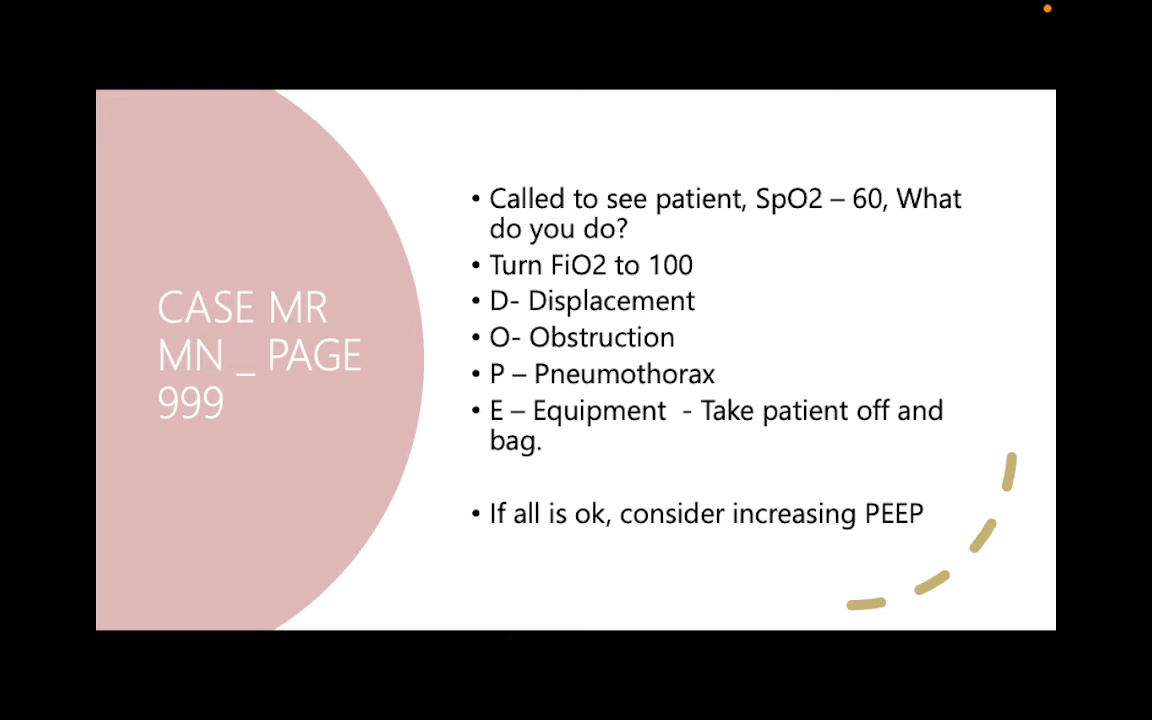 CASE MR
MN _ PAGE
999
• Called to see patient, SpO2 – 60, What
do you do?
• Turn FiO2 to 100
• D- Displacement
• O- Obstruction
• P – Pneumothorax
• E – Equipment  - Take patient off and
bag.
• If all is ok, consider increasing PEEP